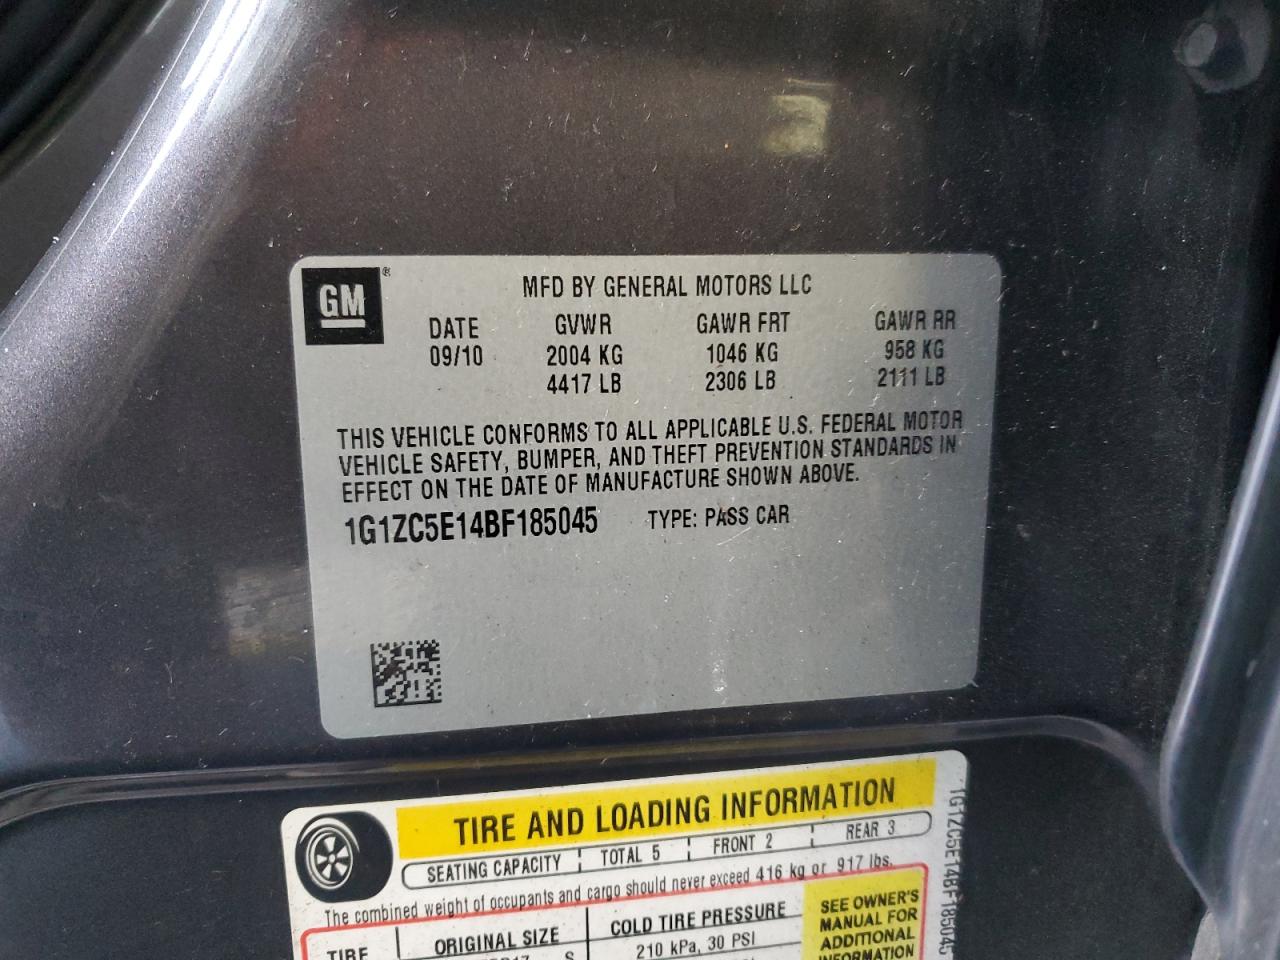 GM®
MFD BY GENERAL MOTORS LLC
DATE GVWR GAWR FRT GAWR RR
09/10 2004 KG 1046 KG 958 KG
4417 LB 2306 LB 2111 LB
THIS VEHICLE CONFORMS TO ALL APPLICABLE U.S. FEDERAL MOTOR
VEHICLE SAFETY, BUMPER, AND THEFT PREVENTION STANDARDS IN
EFFECT ON THE DATE OF MANUFACTURE SHOWN ABOVE.
1G1ZC5E14BF185045 TYPE: PASS CAR
TIRE AND LOADING INFORMATION
SEATING CAPACITY TOTAL 5 FRONT 2 REAR 3
The combined weight of occupants and cargo should never exceed 416 kg or 917 lbs.
TIRE ORIGINAL SIZE COLD TIRE PRESSURE
210 kPa, 30 PSI
SEE OWNER'S
MANUAL FOR
ADDITIONAL
INFORMATION
1G1ZC5E14BF185045